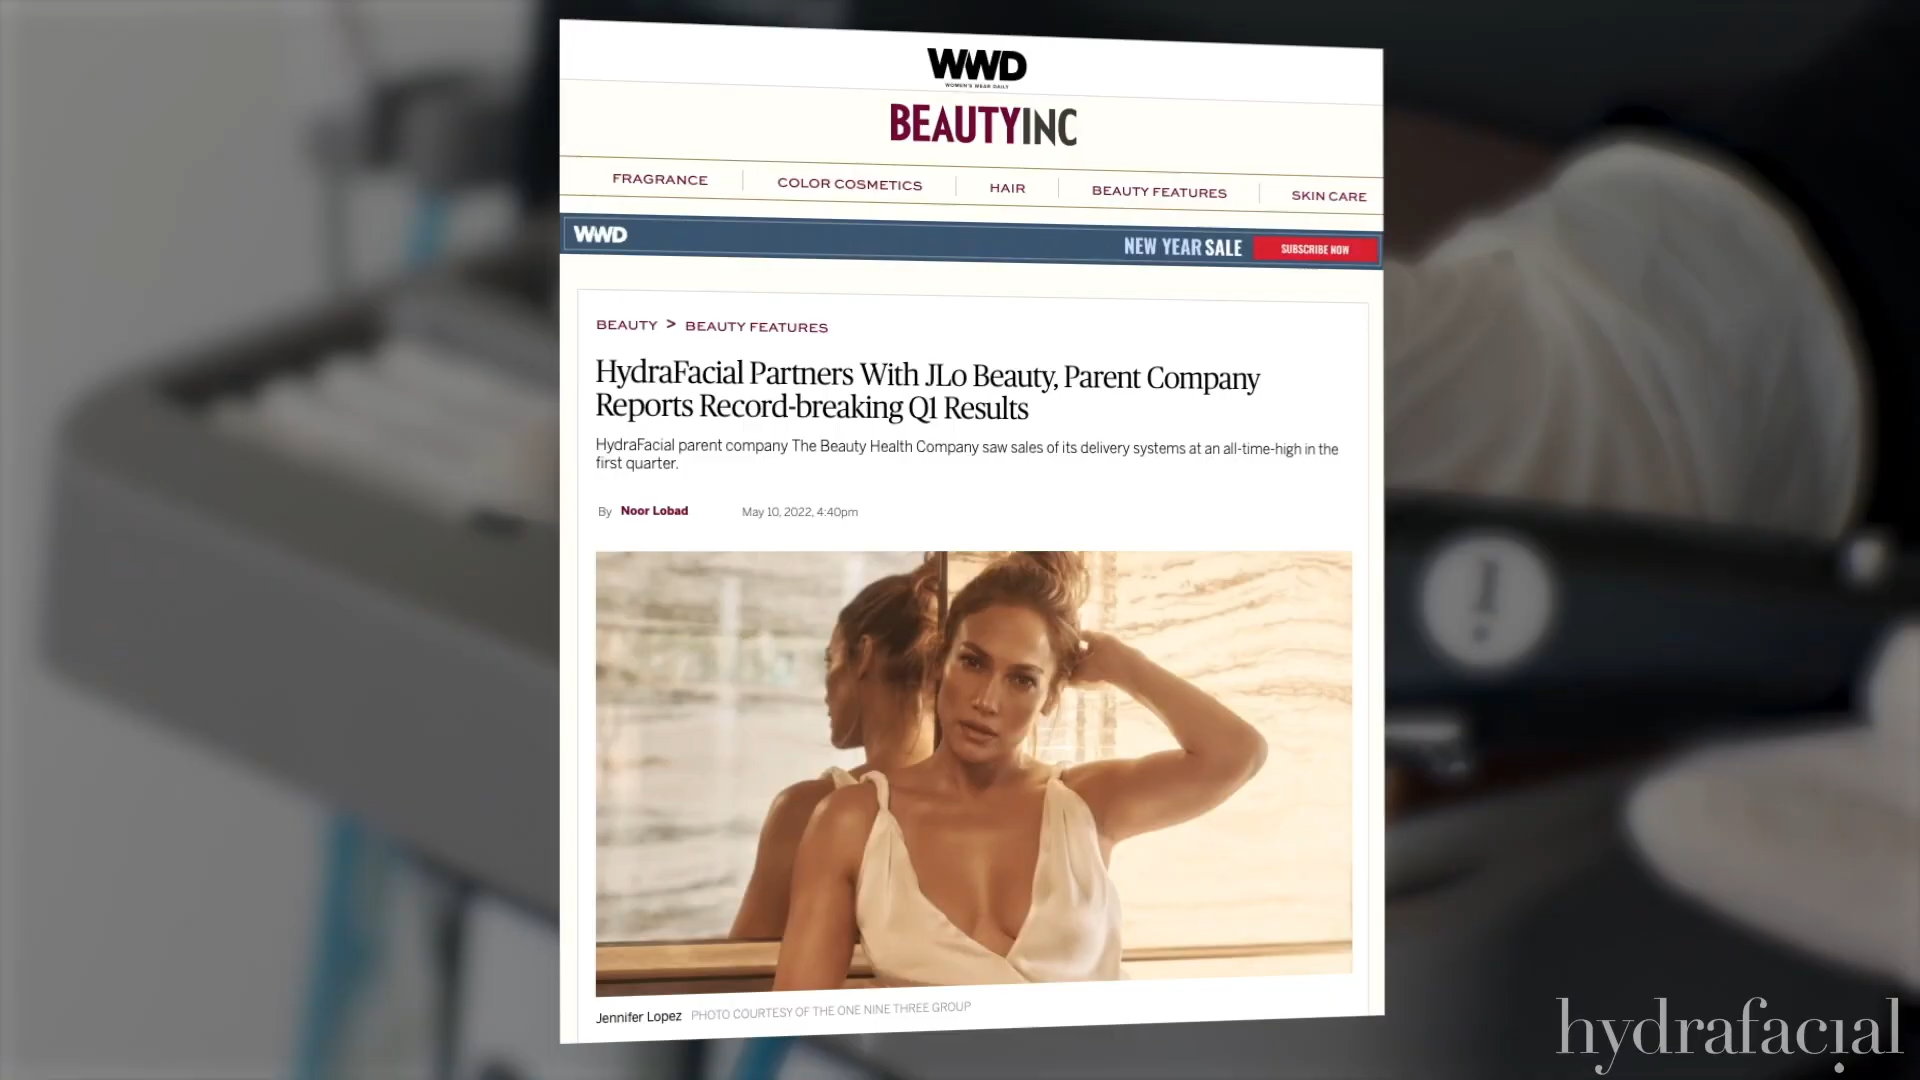 WWD
WOMEN'S WEAR DAILY
BEAUTYINC
FRAGRANCE
COLOR COSMETICS
HAIR
BEAUTY FEATURES
SKIN CARE
WWD
NEW YEAR SALE
SUBSCRIBE NOW
BEAUTY > BEAUTY FEATURES
HydraFacial Partners With JLo Beauty, Parent Company
Reports Record-breaking Q1 Results
HydraFacial parent company The Beauty Health Company saw sales of its delivery systems at an all-time-high in the
first quarter.
By Noor Lobad May 10, 2022, 4:40pm
Jennifer Lopez PHOTO COURTESY OF THE ONE NINE THREE GROUP
hydrafacial